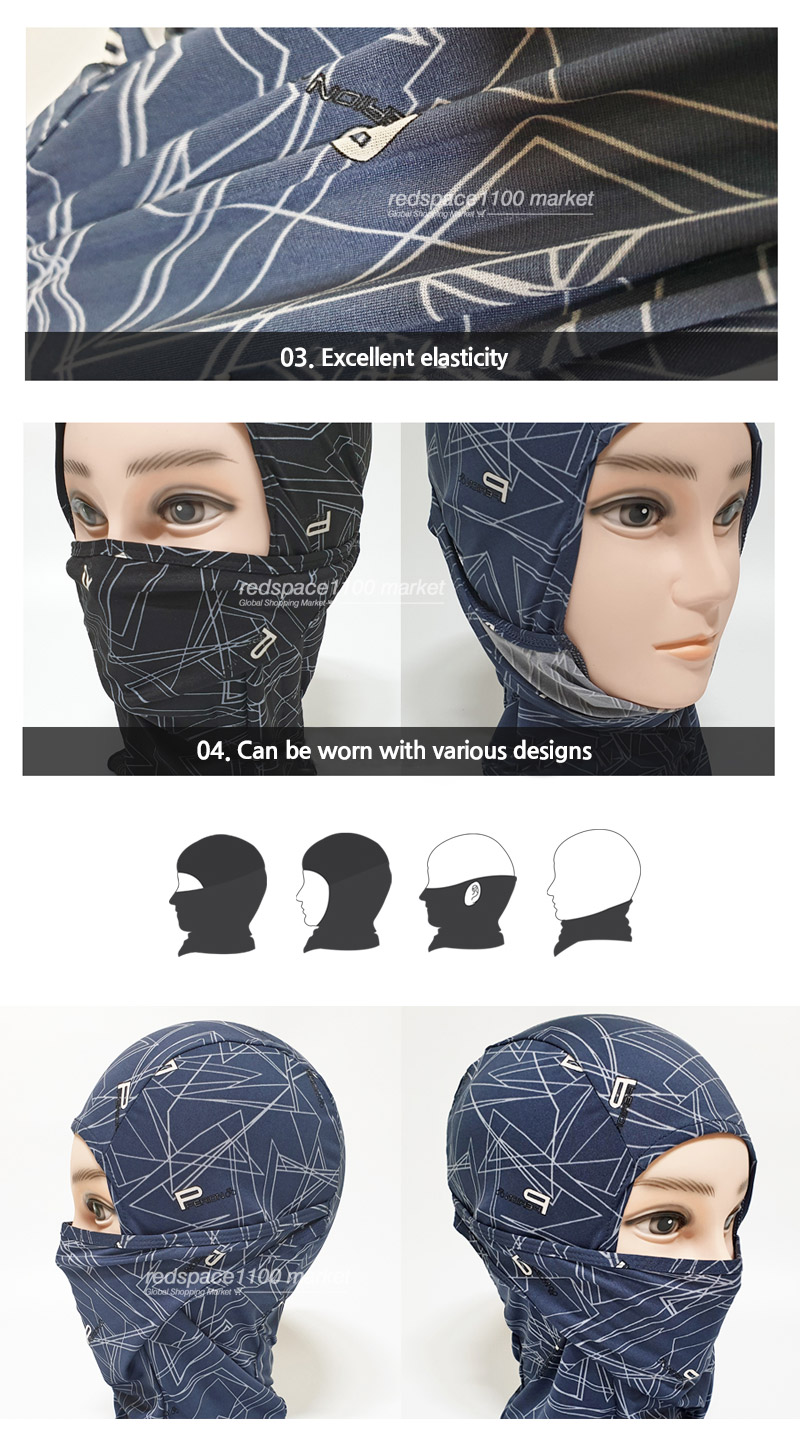 redspace1100 market
Global Shopping Market
03. Excellent elasticity
P
redspace1100 market
Global Shopping Market
P
04. Can be worn with various designs
P
P
P
P
redspace1100 market
Global Shopping Market